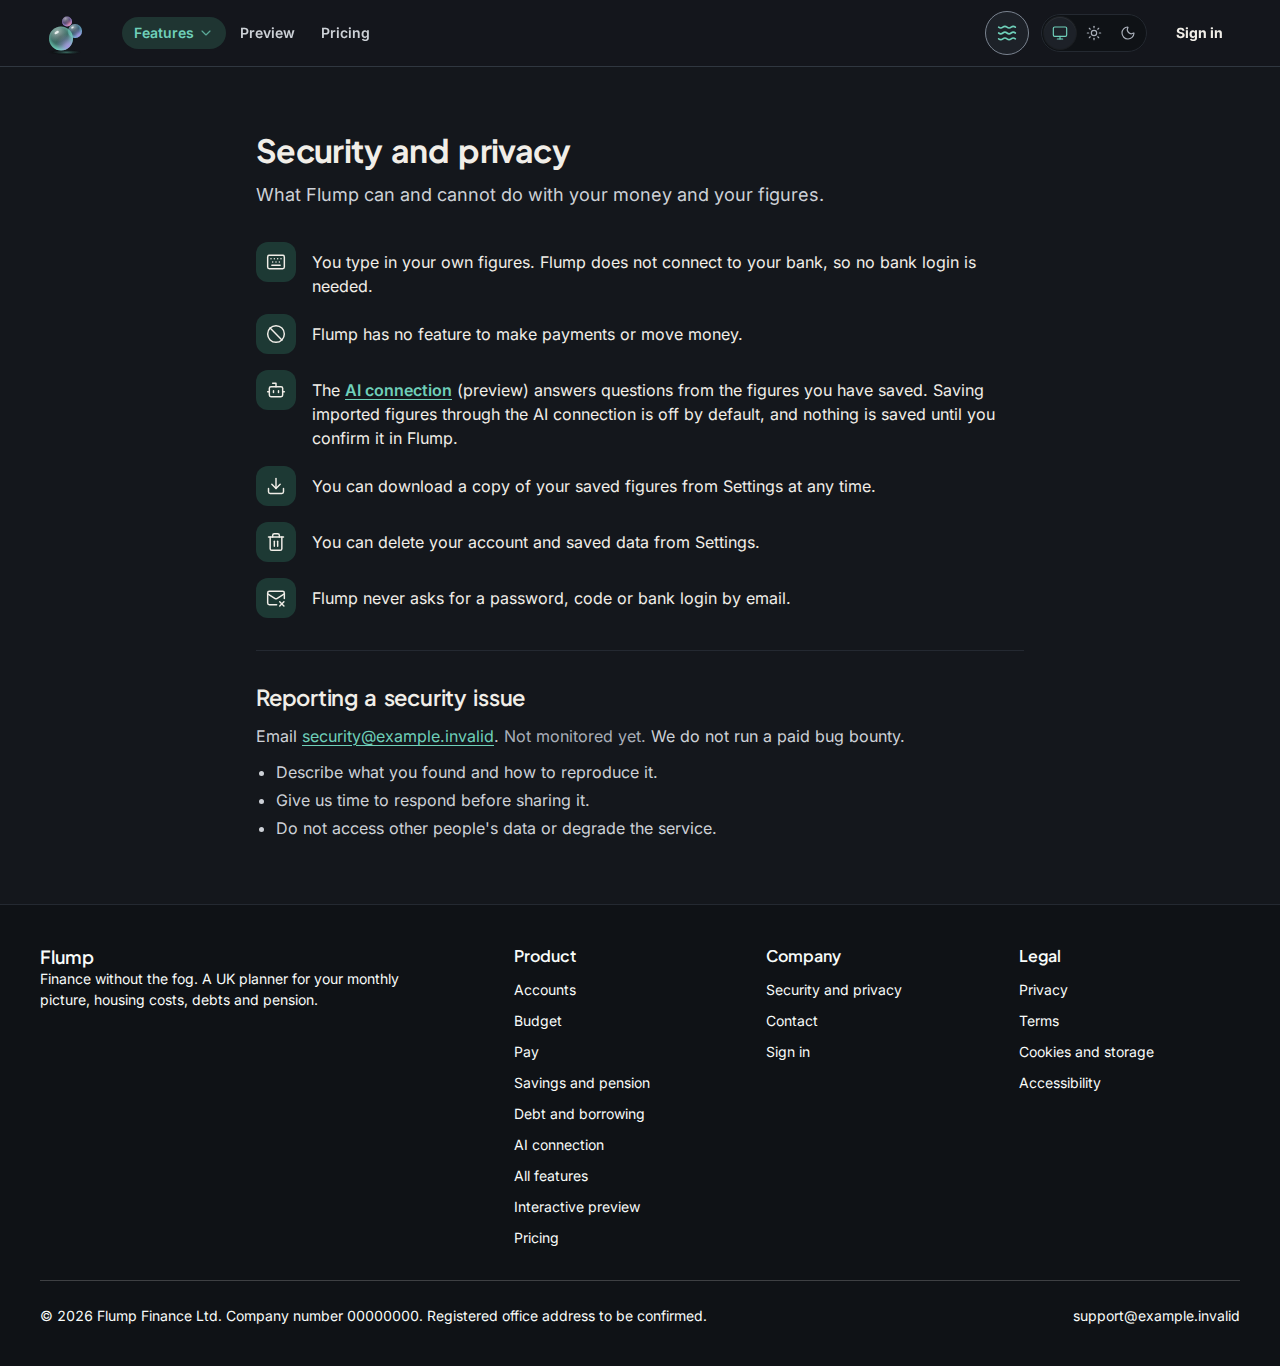 Features
Preview
Pricing
Sign in
Security and privacy
What Flump can and cannot do with your money and your figures.
You type in your own figures. Flump does not connect to your bank, so no bank login is
needed.
Flump has no feature to make payments or move money.
The AI connection (preview) answers questions from the figures you have saved. Saving
imported figures through the AI connection is off by default, and nothing is saved until you
confirm it in Flump.
You can download a copy of your saved figures from Settings at any time.
You can delete your account and saved data from Settings.
Flump never asks for a password, code or bank login by email.
Reporting a security issue
Email security@example.invalid. Not monitored yet. We do not run a paid bug bounty.
• Describe what you found and how to reproduce it.
• Give us time to respond before sharing it.
• Do not access other people's data or degrade the service.
Flump
Finance without the fog. A UK planner for your monthly
picture, housing costs, debts and pension.
Product
Accounts
Budget
Pay
Savings and pension
Debt and borrowing
AI connection
All features
Interactive preview
Pricing
Company
Security and privacy
Contact
Sign in
Legal
Privacy
Terms
Cookies and storage
Accessibility
© 2026 Flump Finance Ltd. Company number 00000000. Registered office address to be confirmed.
support@example.invalid